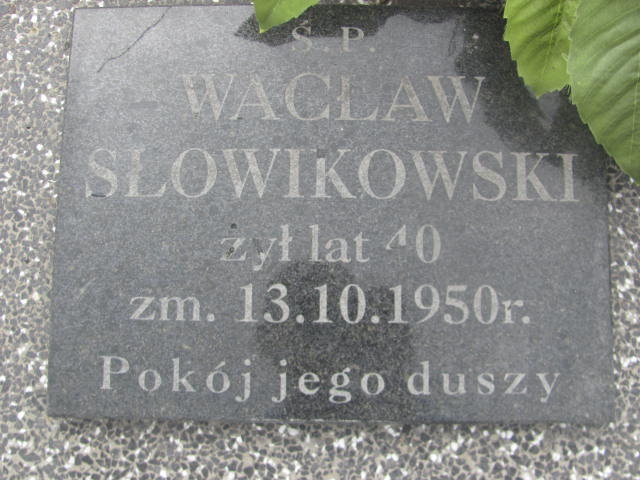 Ś.P.
WACŁAW
SŁOWIKOWSKI
żył lat 40
zm. 13.10.1950r.
Pokój jego duszy